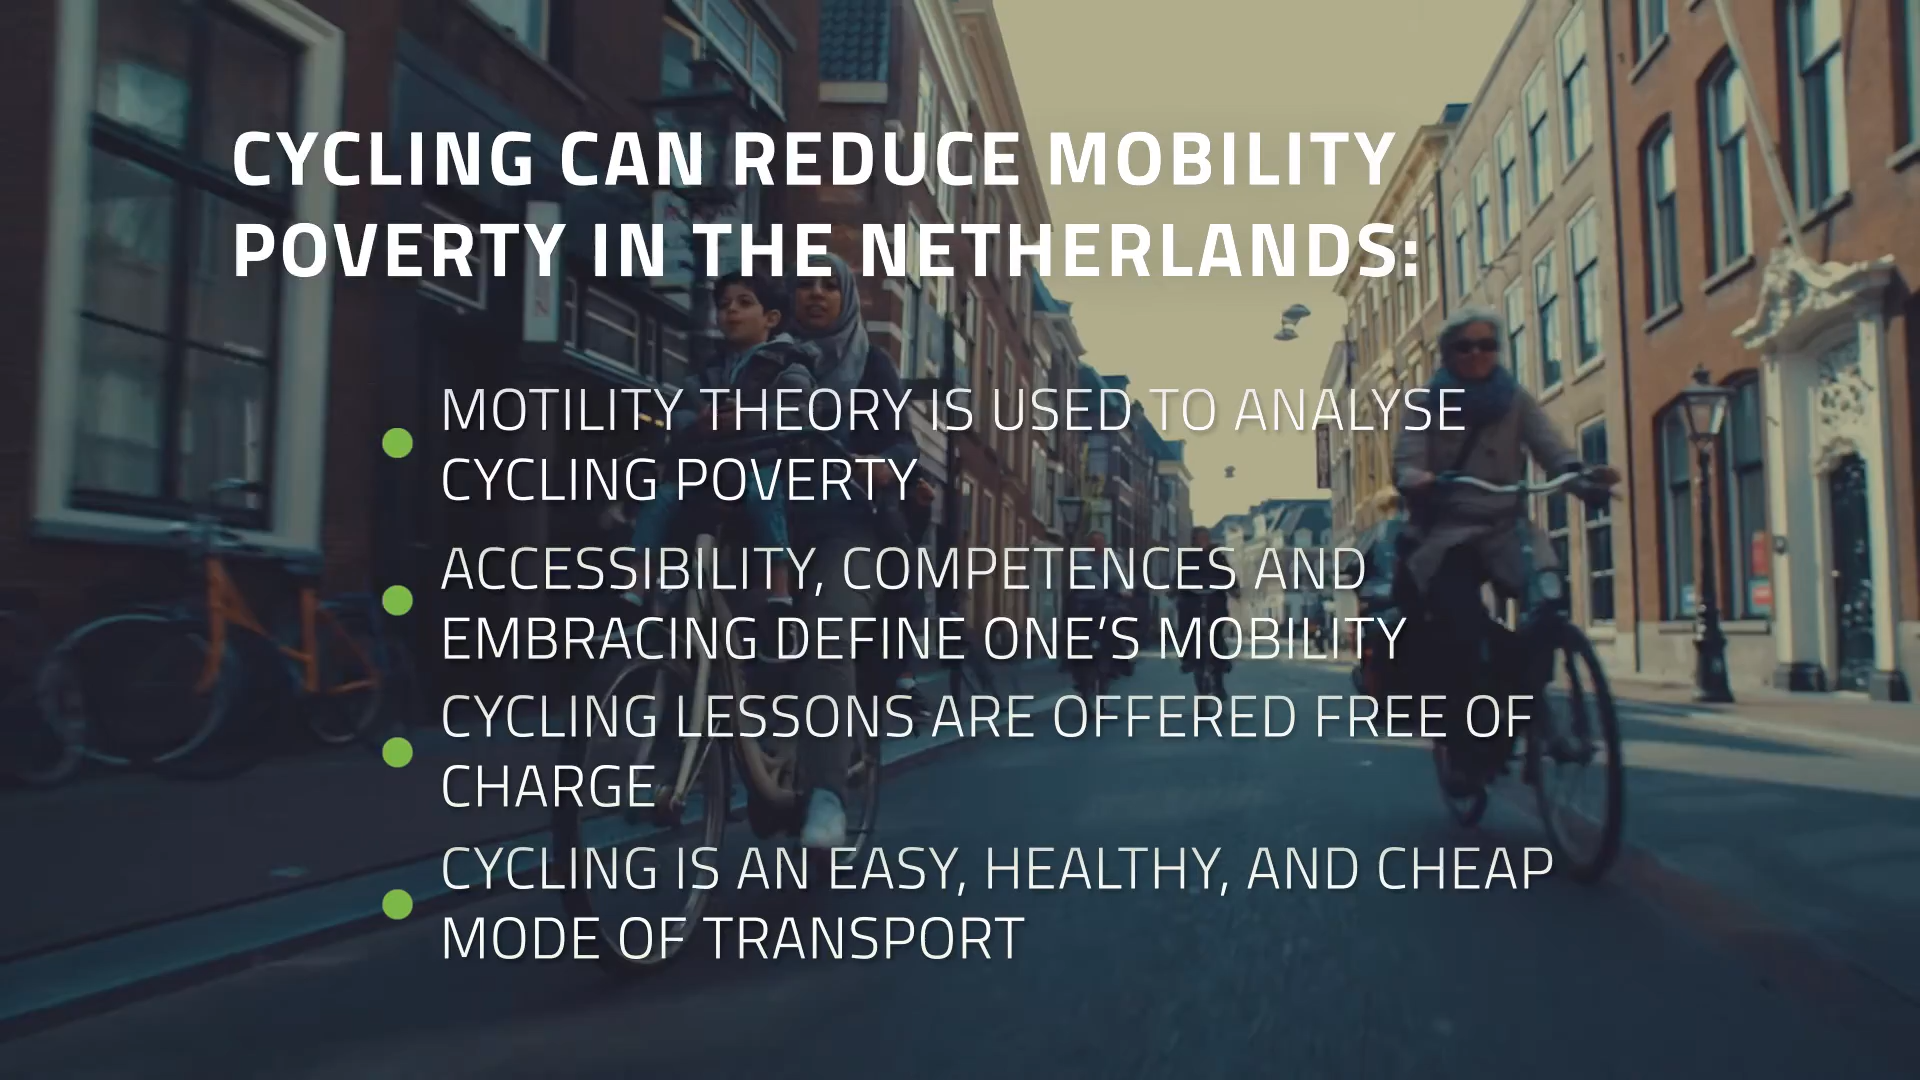 CYCLING CAN REDUCE MOBILITY
POVERTY IN THE NETHERLANDS:
MOTILITY THEORY IS USED TO ANALYSE
CYCLING POVERTY
ACCESSIBILITY, COMPETENCES AND
EMBRACING DEFINE ONE’S MOBILITY
CYCLING LESSONS ARE OFFERED FREE OF
CHARGE
CYCLING IS AN EASY, HEALTHY, AND CHEAP
MODE OF TRANSPORT